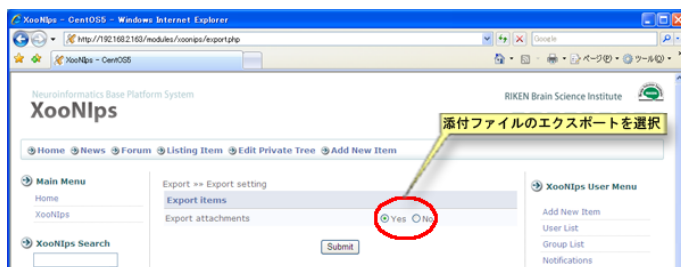 XooNIps - CentOS5 - Windows Internet Explorer
http://192.168.2.163/modules/xoonips/export.php
Google
XooNIps - CentOS5
ページ(P)
ツール(O)
Neuroinformatics Base Platform System
XooNIps
RIKEN Brain Science Institute
添付ファイルのエクスポートを選択
Home News Forum Listing Item Edit Private Tree Add New Item
Main Menu
Home
XooNIps
XooNIps Search
Export »» Export setting
Export items
Export attachments Yes No
Submit
XooNIps User Menu
Add New Item
User List
Group List
Notifications